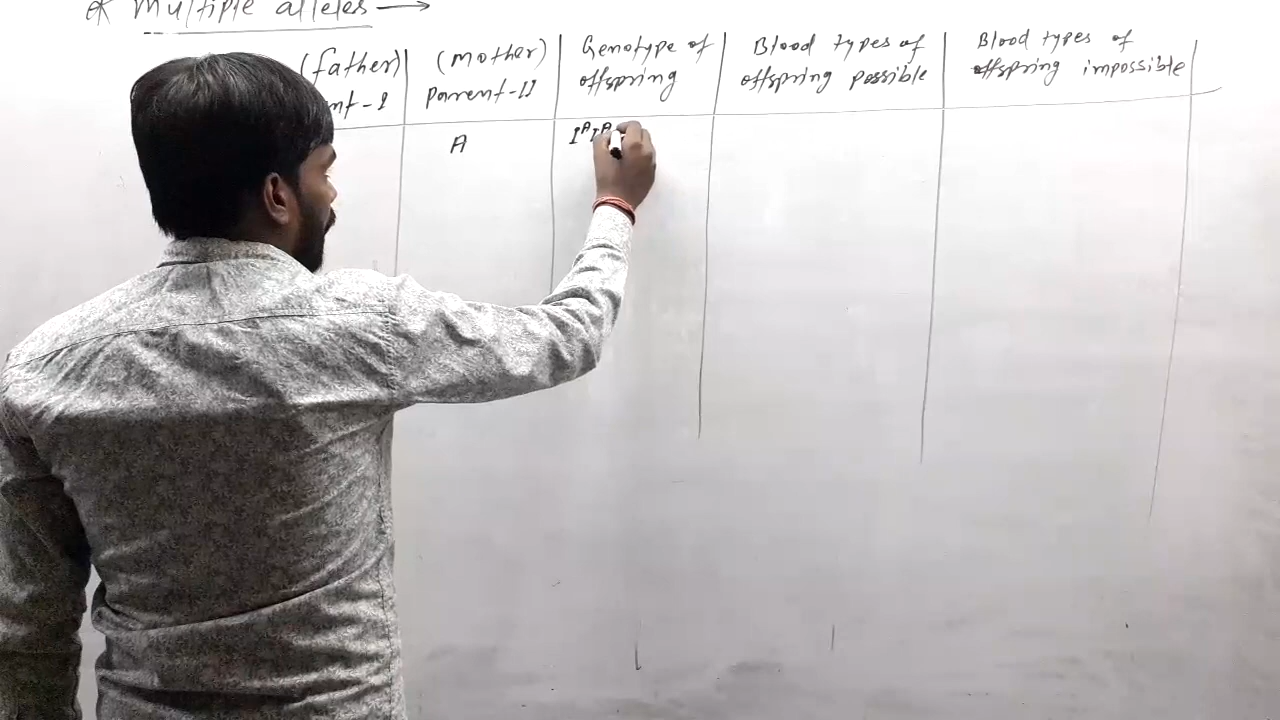 Multiple alleles →
(father) (mother) Genotype of Blood types of Blood types of
Parent-II offspring offspring possible offspring impossible
A IᴬIᴬ